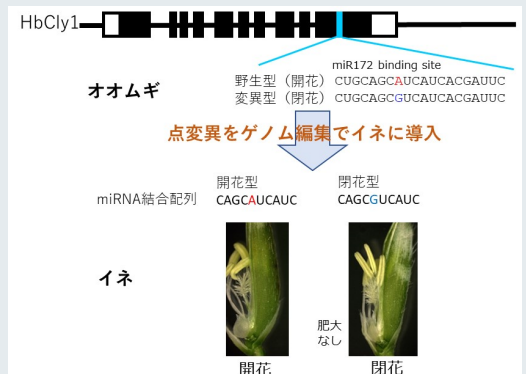 HbCly1
miR172 binding site
野生型（開花） CUGCAGCAUCAUCACGAUUC
オオムギ
変異型（閉花） CUGCAGCGUCAUCACGAUUC
点変異をゲノム編集でイネに導入
開花型 閉花型
miRNA結合配列 CAGCAUCAUC CAGCGUCAUC
イネ
肥大
なし
開花 閉花